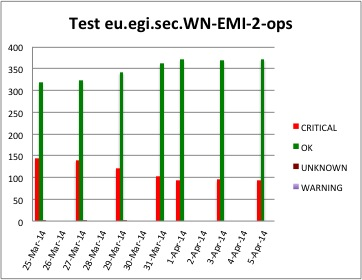 Test eu.egi.sec.WN-EMI-2-ops
400
350
300
250
200
150
100
50
0
25-Mar-14
26-Mar-14
27-Mar-14
28-Mar-14
29-Mar-14
30-Mar-14
31-Mar-14
1-Apr-14
2-Apr-14
3-Apr-14
4-Apr-14
5-Apr-14
CRITICAL
OK
UNKNOWN
WARNING